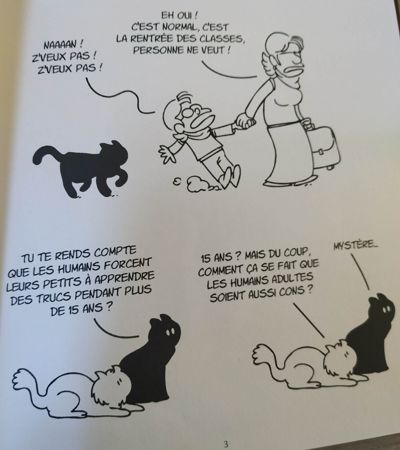 NAAAAN !
Z'VEUX PAS !
Z'VEUX PAS !
EH OUI !
C'EST NORMAL, C'EST
LA RENTRÉE DES CLASSES,
PERSONNE NE VEUT !
TU TE RENDS COMPTE
QUE LES HUMAINS FORCENT
LEURS PETITS À APPRENDRE
DES TRUCS PENDANT PLUS
DE 15 ANS ?
15 ANS ? MAIS DU COUP,
COMMENT ÇA SE FAIT QUE
LES HUMAINS ADULTES
SOIENT AUSSI CONS ?
MYSTÈRE...
3